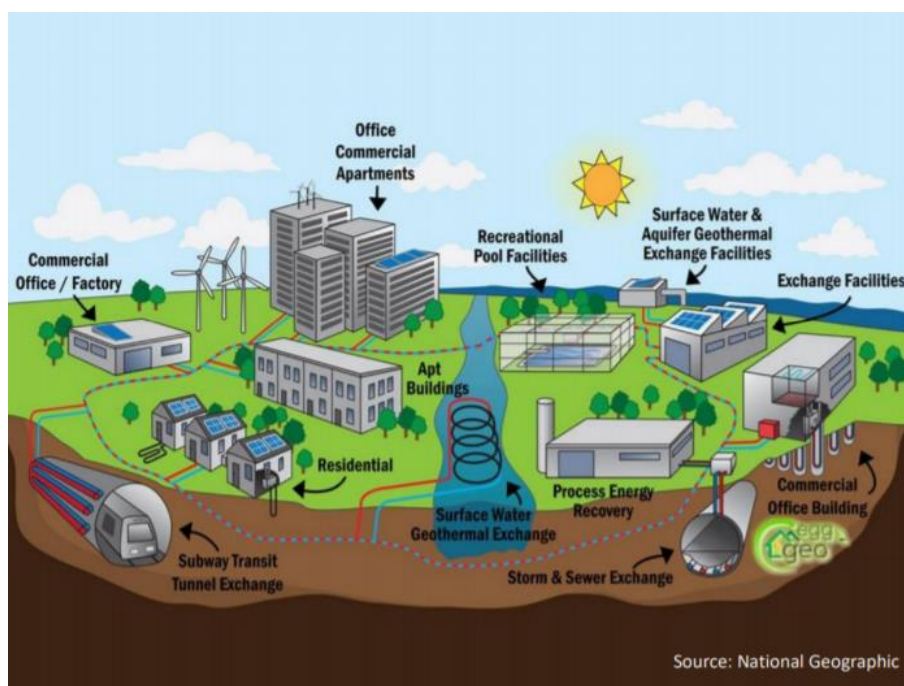 Office
Commercial
Apartments
Commercial
Office / Factory
Recreational
Pool Facilities
Surface Water &
Aquifer Geothermal
Exchange Facilities
Exchange Facilities
Apt
Buildings
Residential
Surface Water
Geothermal Exchange
Process Energy
Recovery
Commercial
Office Building
Subway Transit
Tunnel Exchange
Storm & Sewer Exchange
egg
geo
Source: National Geographic